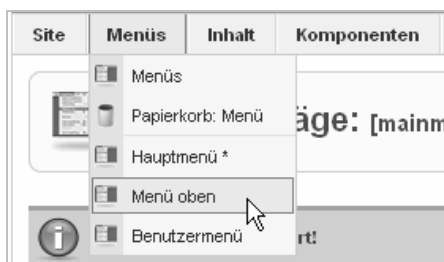 Site Menüs Inhalt Komponenten
Menüs
Papierkorb: Menü
äge: [mainm
Hauptmenü *
Menü oben
Benutzermenü rt!